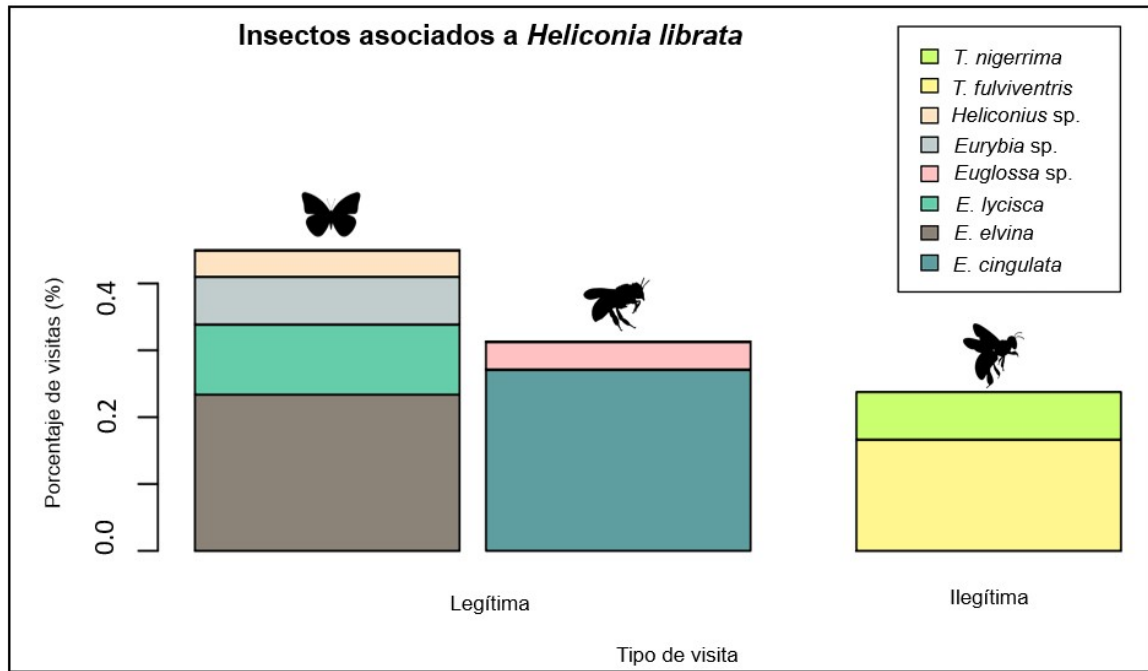 Insectos asociados a Heliconia librata
T. nigerrima
T. fulviventris
Heliconius sp.
Eurybia sp.
Euglossa sp.
E. lycisca
E. elvina
E. cingulata
Porcentaje de visitas (%)
0.4
0.2
0.0
Legítima
Ilegítima
Tipo de visita